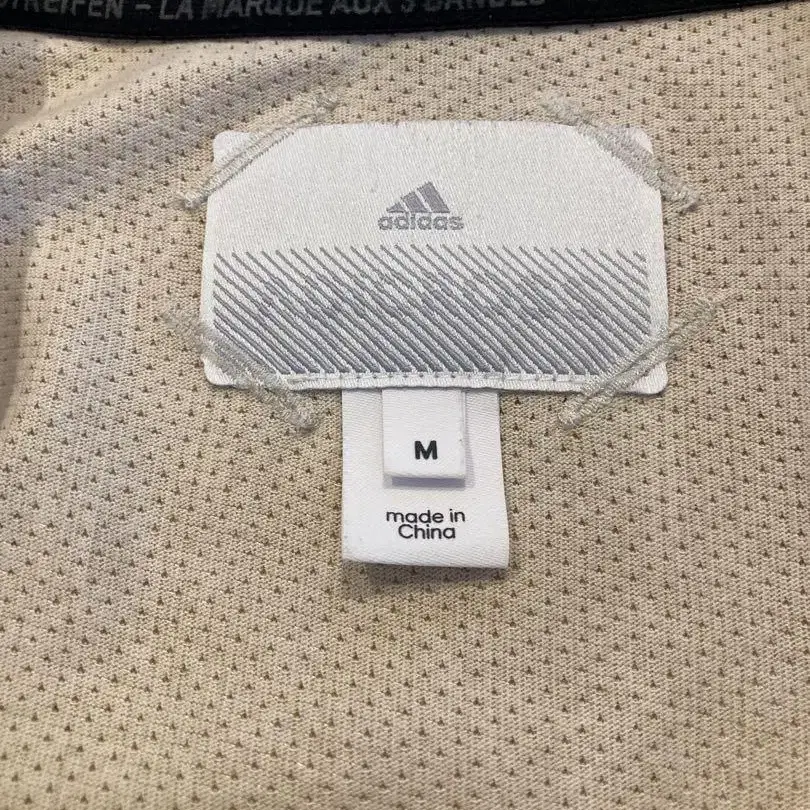 STREIFEN - LA MARQUE AUX 3 BANDES
adidas
M
made in
China